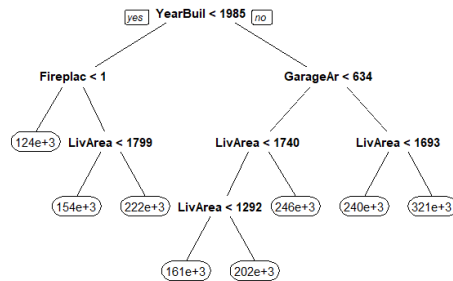 yes YearBuil < 1985 no
Fireplac < 1 GarageAr < 634
124e+3 LivArea < 1799 LivArea < 1740 LivArea < 1693
154e+3 222e+3 LivArea < 1292 246e+3 240e+3 321e+3
161e+3 202e+3